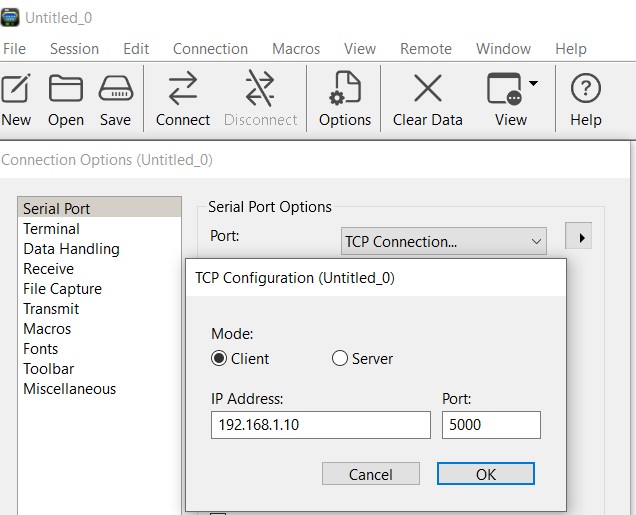 Untitled_0
File Session Edit Connection Macros View Remote Window Help
New Open Save Connect Disconnect Options Clear Data View Help
Connection Options (Untitled_0)
Serial Port
Terminal
Data Handling
Receive
File Capture
Transmit
Macros
Fonts
Toolbar
Miscellaneous
Serial Port Options
Port: TCP Connection...
TCP Configuration (Untitled_0)
Mode:
Client Server
IP Address: Port:
192.168.1.10 5000
Cancel OK